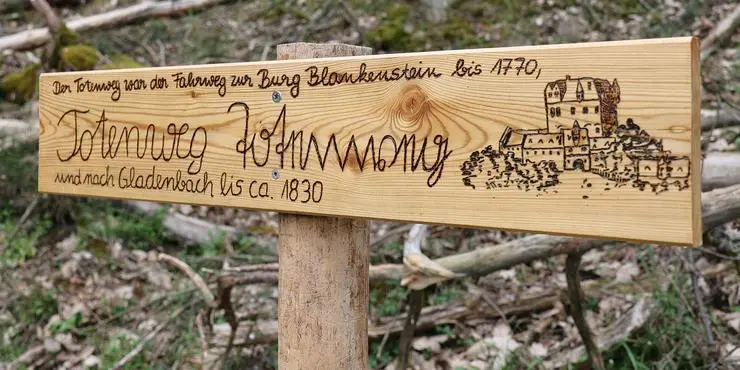 Der Totenweg war der Fahrweg zur Burg Blankenstein bis 1770,
Totenweg Totenweg
und nach Gladenbach bis ca. 1830